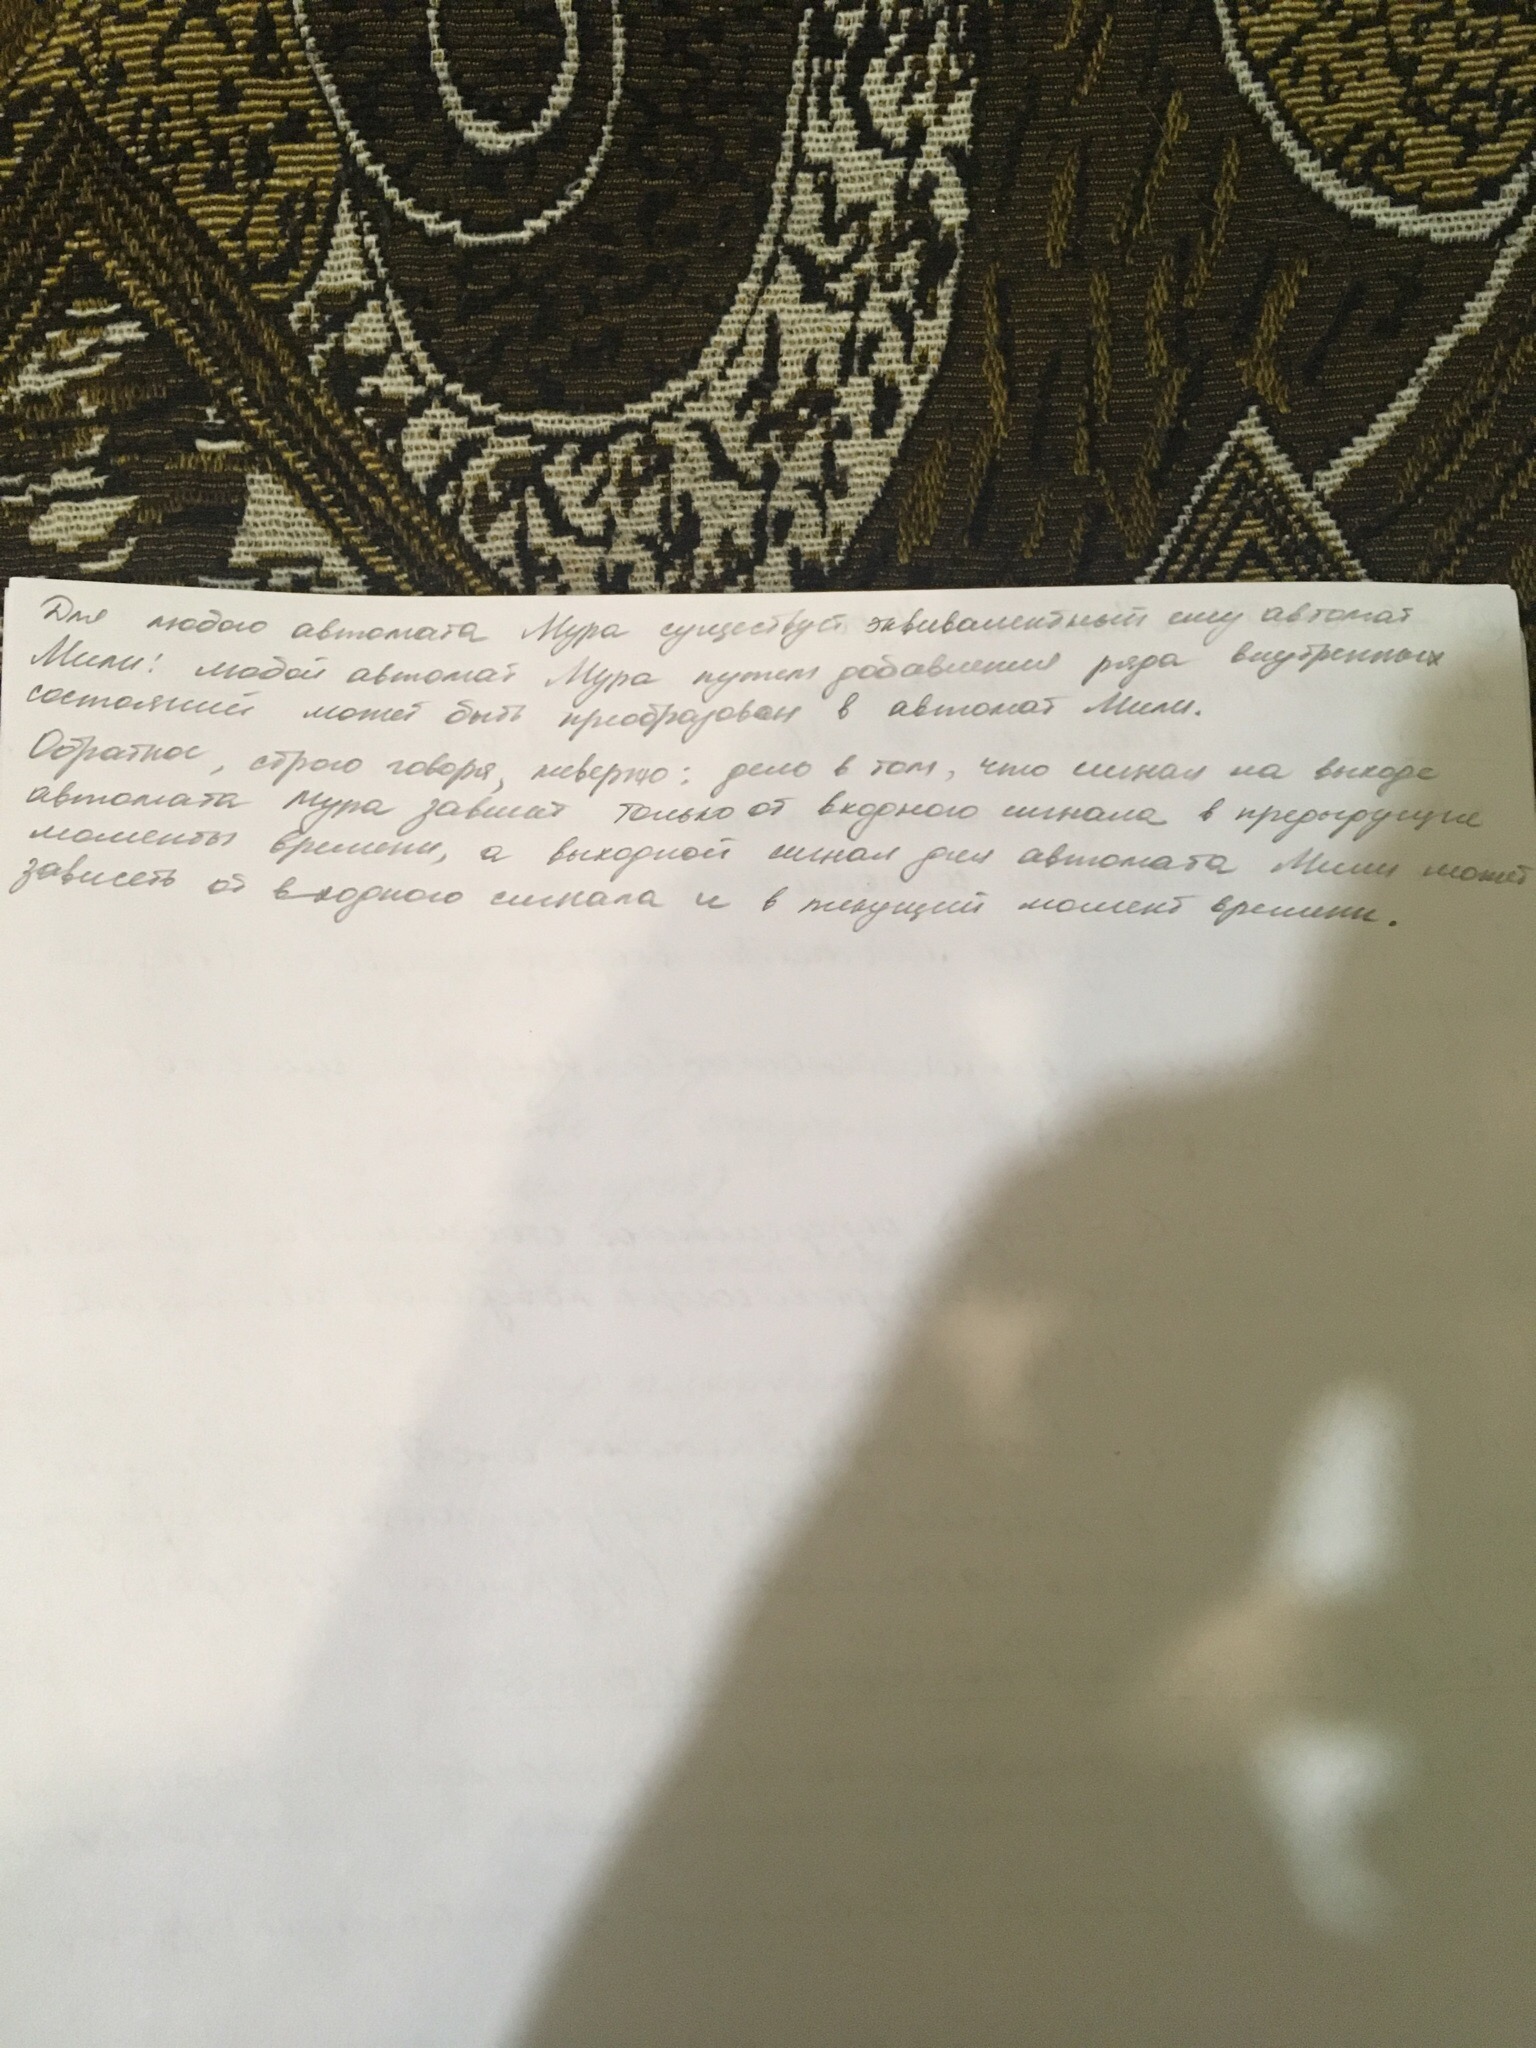 Для любого автомата Мура существует эквивалентный ему автомат
Мили: любой автомат Мура путем добавления ряда внутренных
состояний может быть преобразован в автомат Мили.
Обратное, строго говоря, неверно: дело в том, что сигнал на выходе
автомата Мура зависит только от входного сигнала в предыдущие
моменты времени, а выходной сигнал для автомата Мили может
зависеть от входного сигнала и в текущий момент времени.